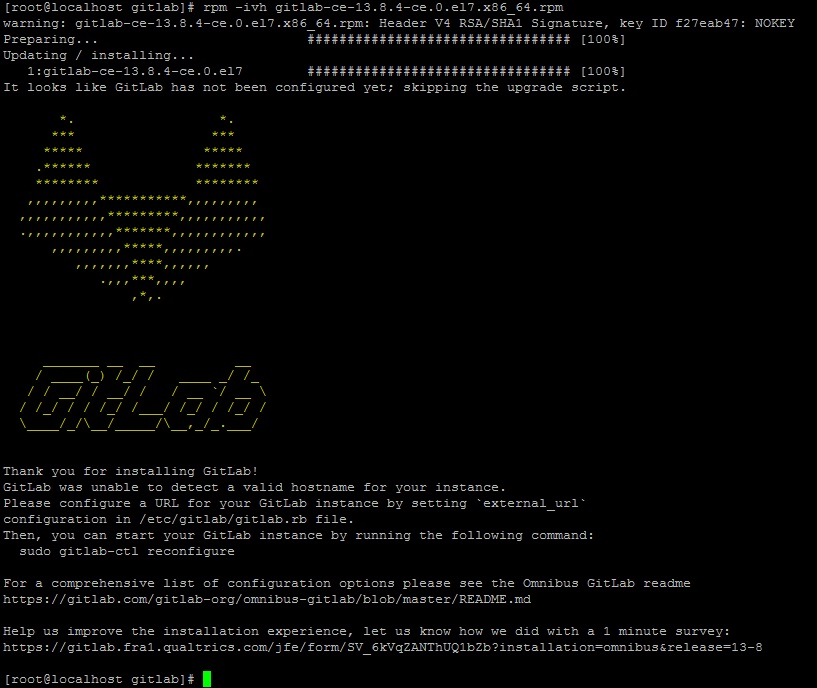 [root@localhost gitlab]# rpm -ivh gitlab-ce-13.8.4-ce.0.el7.x86_64.rpm
warning: gitlab-ce-13.8.4-ce.0.el7.x86_64.rpm: Header V4 RSA/SHA1 Signature, key ID f27eab47: NOKEY
Preparing...                          ################################# [100%]
Updating / installing...
   1:gitlab-ce-13.8.4-ce.0.el7        ################################# [100%]
It looks like GitLab has not been configured yet; skipping the upgrade script.

       *.                  *.
      ***                 ***
     *****               *****
    .******             *******
    ********            ********
   ,,,,,,,,,***********,,,,,,,,,
  ,,,,,,,,,,,*********,,,,,,,,,,,
  .,,,,,,,,,,,*******,,,,,,,,,,,,
      ,,,,,,,,,*****,,,,,,,,,.
         ,,,,,,,****,,,,,,
            .,,,***,,,,
                ,*,.

     _______ __  __          __
    / ____(_) /_/ /   ____ _/ /_
   / / __/ / __/ /   / __ `/ __ \
  / /_/ / / /_/ /___/ /_/ / /_/ /
  \____/_/\__/_____/\__,_/_.___/

Thank you for installing GitLab!
GitLab was unable to detect a valid hostname for your instance.
Please configure a URL for your GitLab instance by setting `external_url`
configuration in /etc/gitlab/gitlab.rb file.
Then, you can start your GitLab instance by running the following command:
  sudo gitlab-ctl reconfigure

For a comprehensive list of configuration options please see the Omnibus GitLab readme
https://gitlab.com/gitlab-org/omnibus-gitlab/blob/master/README.md

Help us improve the installation experience, let us know how we did with a 1 minute survey:
https://gitlab.fra1.qualtrics.com/jfe/form/SV_6kVqZANThUQ1bZb?installation=omnibus&release=13-8

[root@localhost gitlab]#